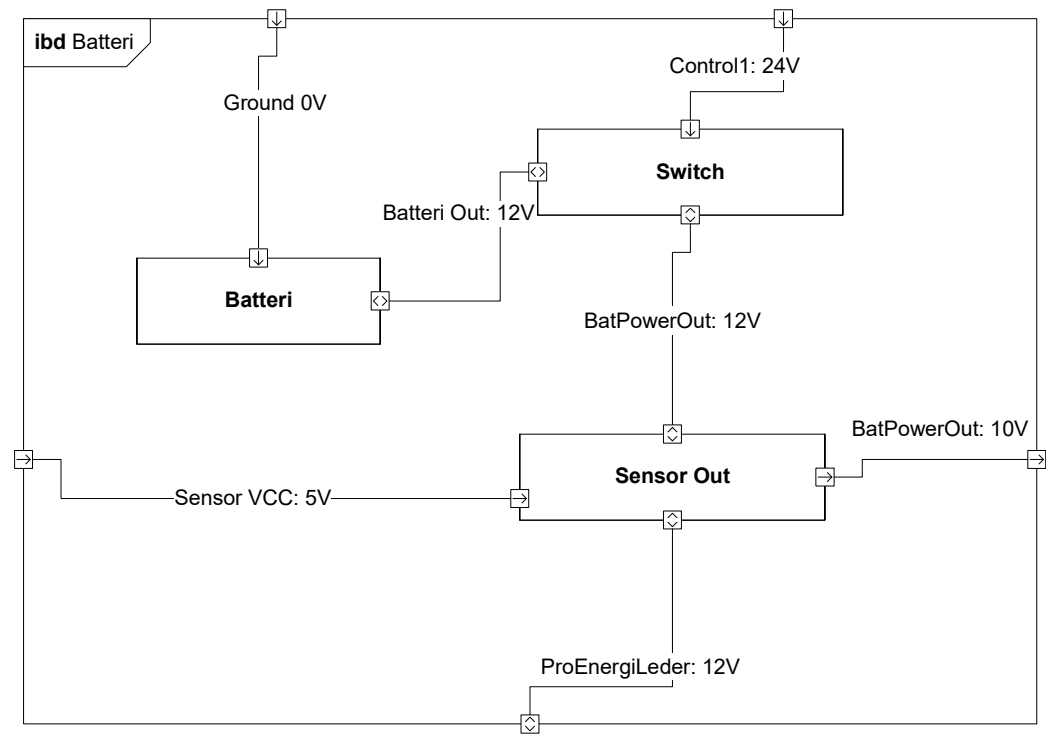 ibd Batteri
Control1: 24V
Ground 0V
Switch
Batteri Out: 12V
Batteri
BatPowerOut: 12V
BatPowerOut: 10V
Sensor Out
Sensor VCC: 5V
ProEnergiLeder: 12V